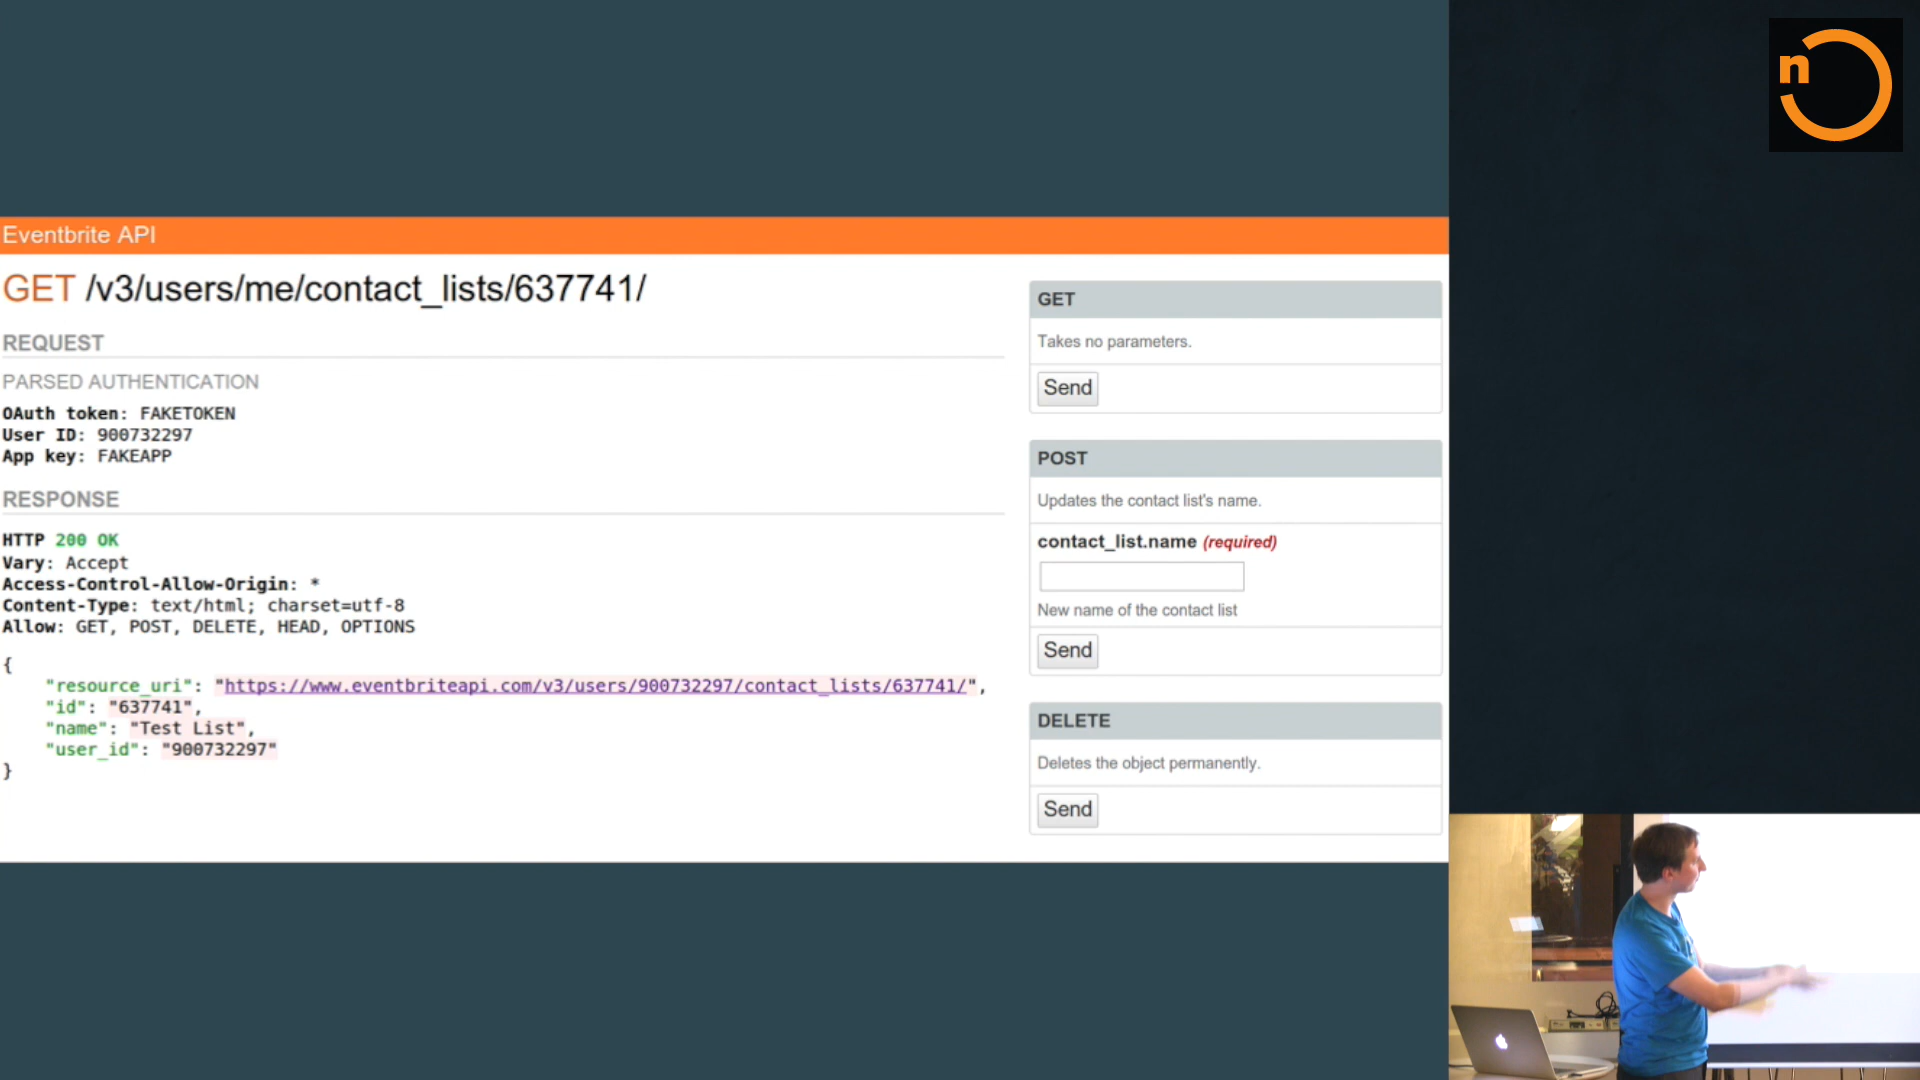 n
Eventbrite API
GET /v3/users/me/contact_lists/637741/
REQUEST
PARSED AUTHENTICATION
OAuth token: FAKETOKEN
User ID: 900732297
App key: FAKEAPP
RESPONSE
HTTP 200 OK
Vary: Accept
Access-Control-Allow-Origin: *
Content-Type: text/html; charset=utf-8
Allow: GET, POST, DELETE, HEAD, OPTIONS
{
"resource_uri": "https://www.eventbriteapi.com/v3/users/900732297/contact_lists/637741/",
"id": "637741",
"name": "Test List",
"user_id": "900732297"
}
GET
Takes no parameters.
Send
POST
Updates the contact list's name.
contact_list.name (required)
New name of the contact list
Send
DELETE
Deletes the object permanently.
Send